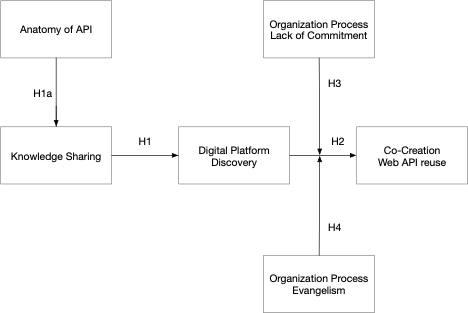 Anatomy of API
Organization Process
Lack of Commitment
H1a
H3
Knowledge Sharing
H1
Digital Platform
Discovery
H2
Co-Creation
Web API reuse
H4
Organization Process
Evangelism